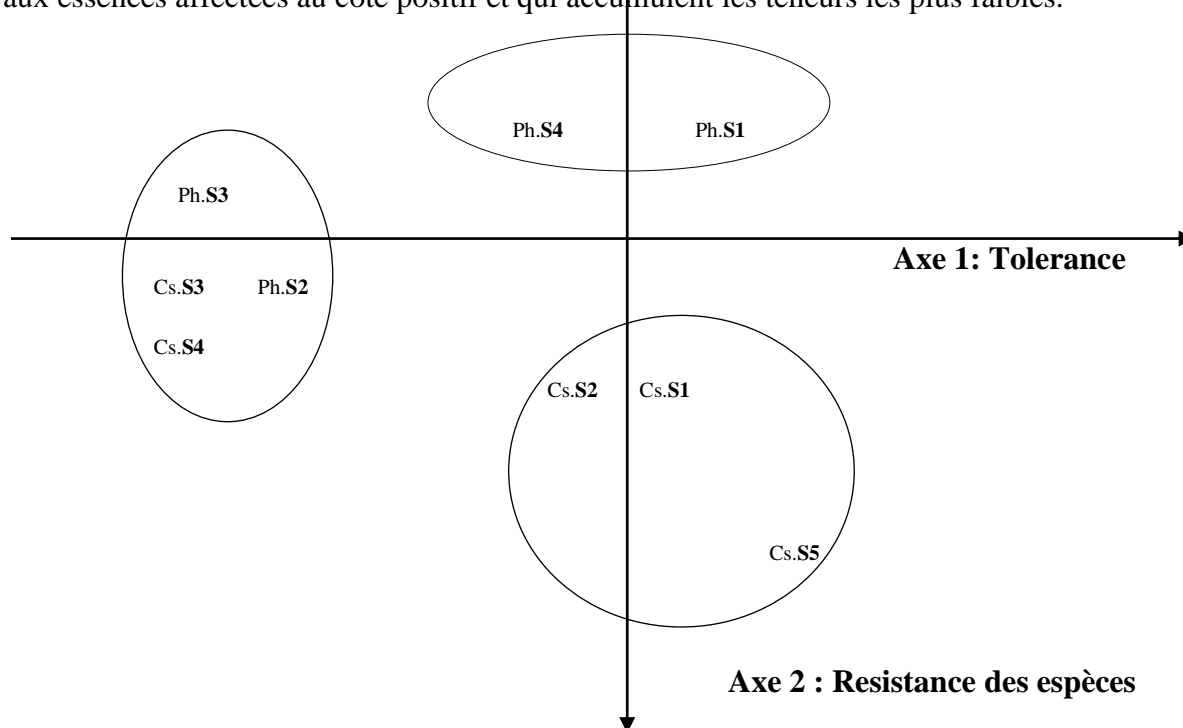 aux essences affectées au côté positif et qui accumulent les teneurs les plus faibles.
Ph.S4 Ph.S1
Ph.S3
Axe 1: Tolerance
Cs.S3 Ph.S2
Cs.S4
Cs.S2 Cs.S1
Cs.S5
Axe 2 : Resistance des espèces